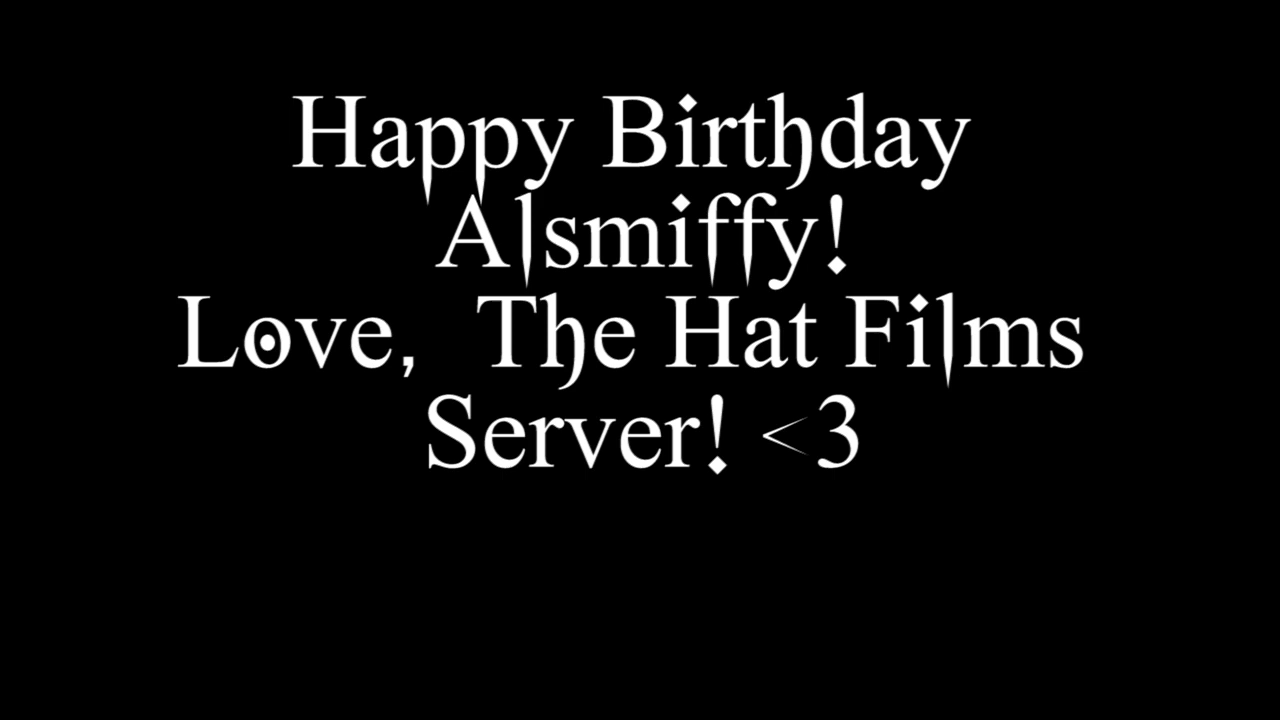 Happy Birthday
Alsmiffy!
Love, The Hat Films
Server! <3